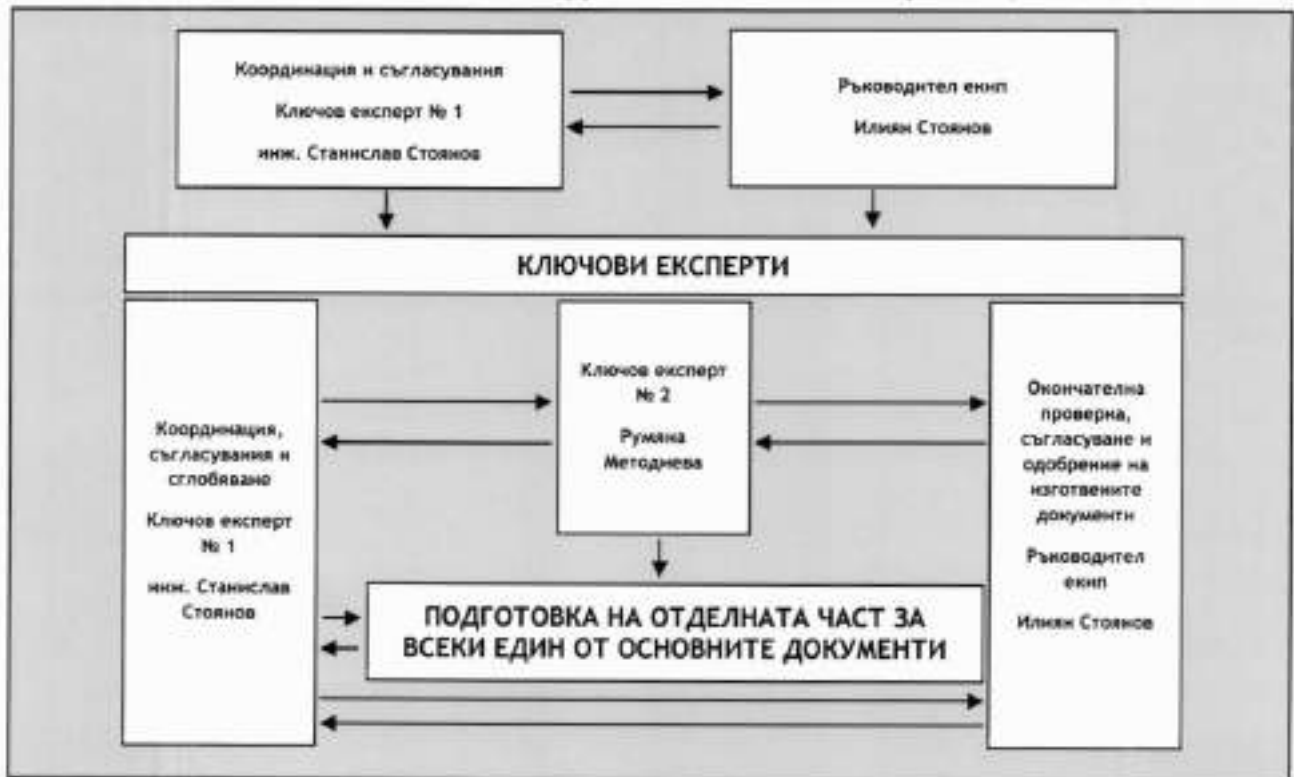 Координация и съгласувания
Ключов експерт № 1
инж. Станислав Стоянов
Ръководител екип
Илиян Стоянов
КЛЮЧОВИ ЕКСПЕРТИ
Координация,
съгласувания и
сглобяване
Ключов експерт
№ 1
инж. Станислав
Стоянов
Ключов експерт
№ 2
Румяна
Методиева
Окончателна
проверка,
съгласуване и
одобрение на
изготвените
документи
Ръководител
екип
Илиян Стоянов
ПОДГОТОВКА НА ОТДЕЛНАТА ЧАСТ ЗА
ВСЕКИ ЕДИН ОТ ОСНОВНИТЕ ДОКУМЕНТИ